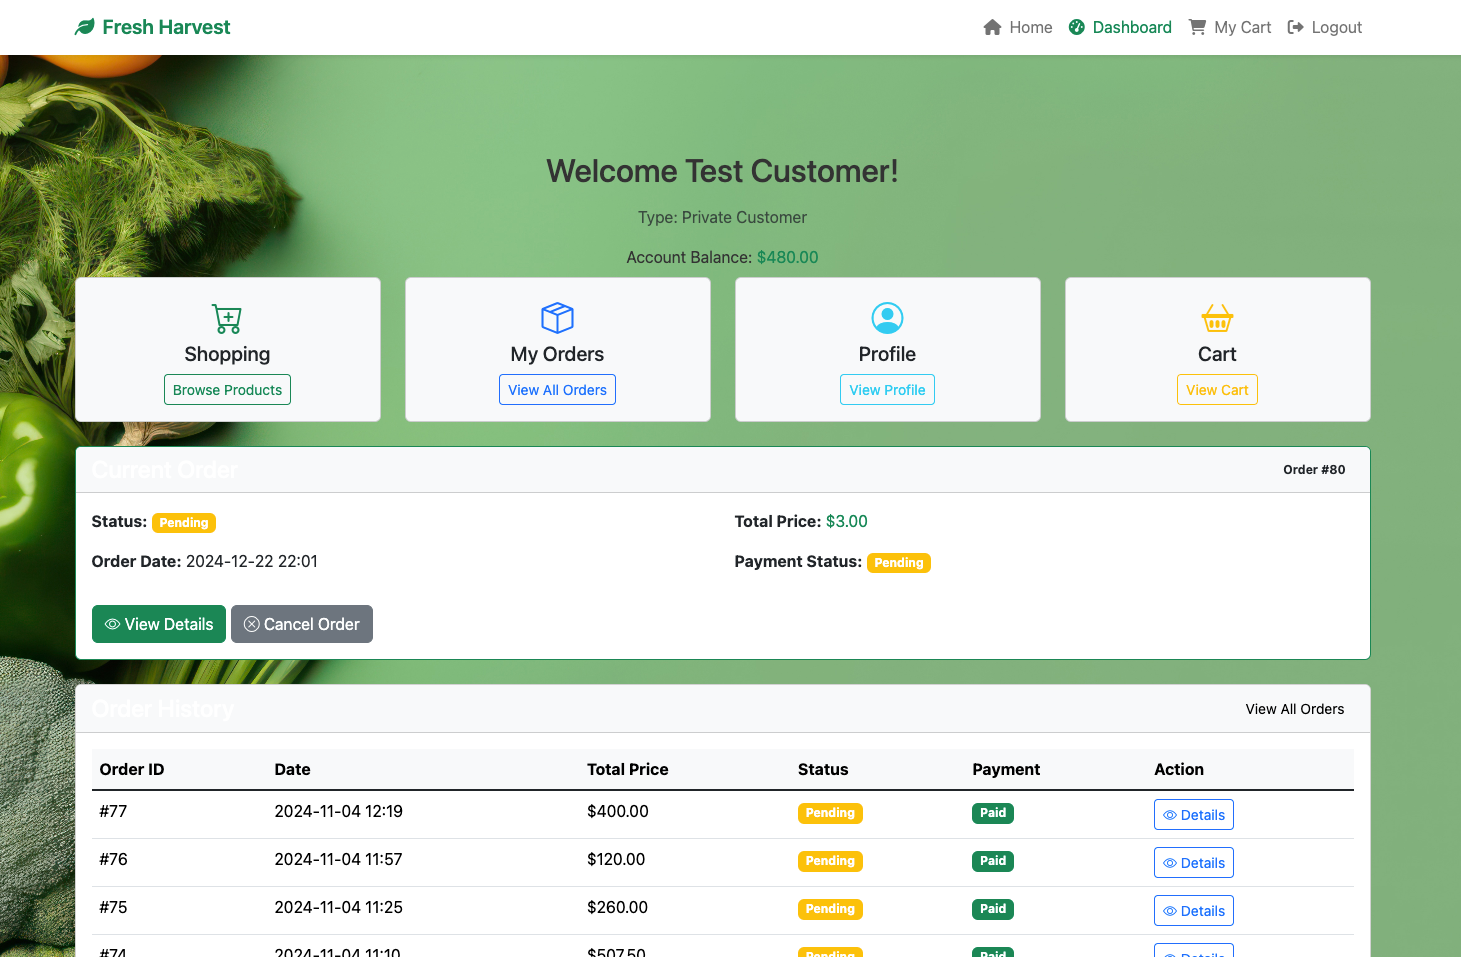 Fresh Harvest
Home Dashboard My Cart Logout
Welcome Test Customer!
Type: Private Customer
Account Balance: $480.00
Shopping My Orders Profile Cart
Browse Products View All Orders View Profile View Cart
Current Order Order #80
Status: Pending Total Price: $3.00
Order Date: 2024-12-22 22:01 Payment Status: Pending
View Details Cancel Order
Order History View All Orders
Order ID Date Total Price Status Payment Action
#77 2024-11-04 12:19 $400.00 Pending Paid Details
#76 2024-11-04 11:57 $120.00 Pending Paid Details
#75 2024-11-04 11:25 $260.00 Pending Paid Details
#74 2024-11-04 11:10 $507.50 Pending Paid Details